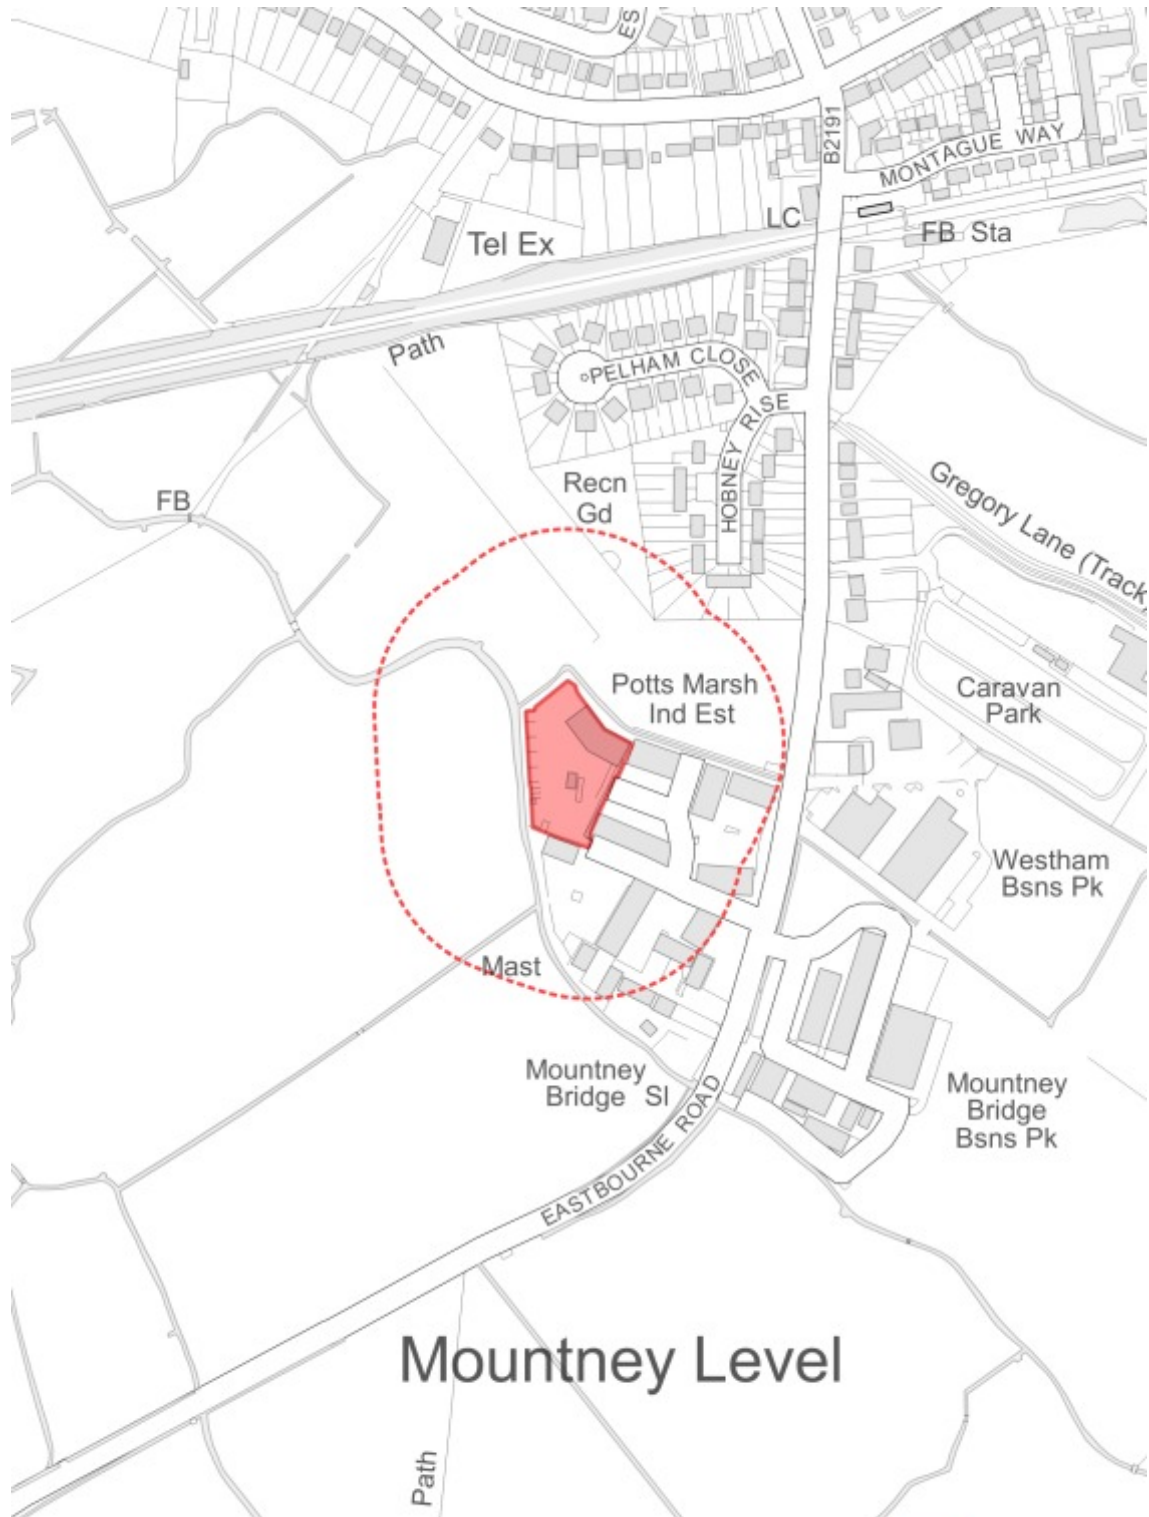 ES
B2191
MONTAGUE WAY
LC
FB Sta
Tel Ex
Path
PELHAM CLOSE
HOBNEY RISE
Recn
Gd
FB
Gregory Lane (Track)
Potts Marsh
Ind Est
Caravan
Park
Westham
Bsns Pk
Mast
Mountney
Bridge Sl
Mountney
Bridge
Bsns Pk
EASTBOURNE ROAD
Mountney Level
Path